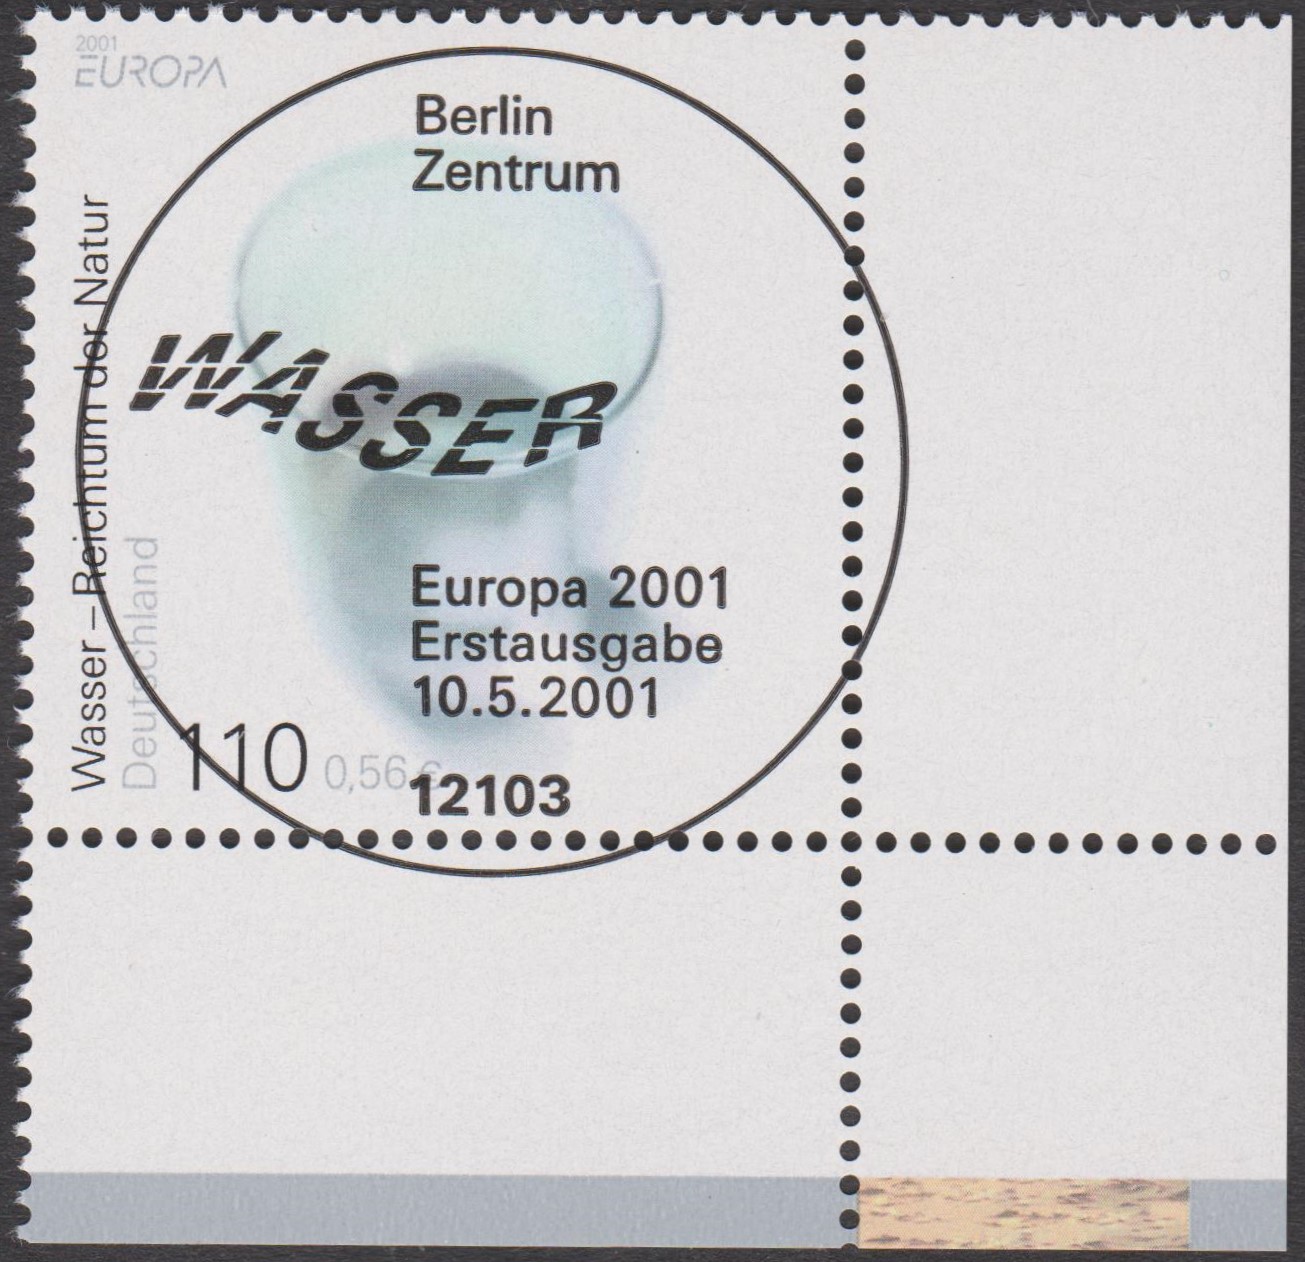 2001
EUROPA
Berlin
Zentrum
WASSER
Wasser – Reichtum der Natur
Deutschland
Europa 2001
Erstausgabe
10.5.2001
110 0,56 €
12103